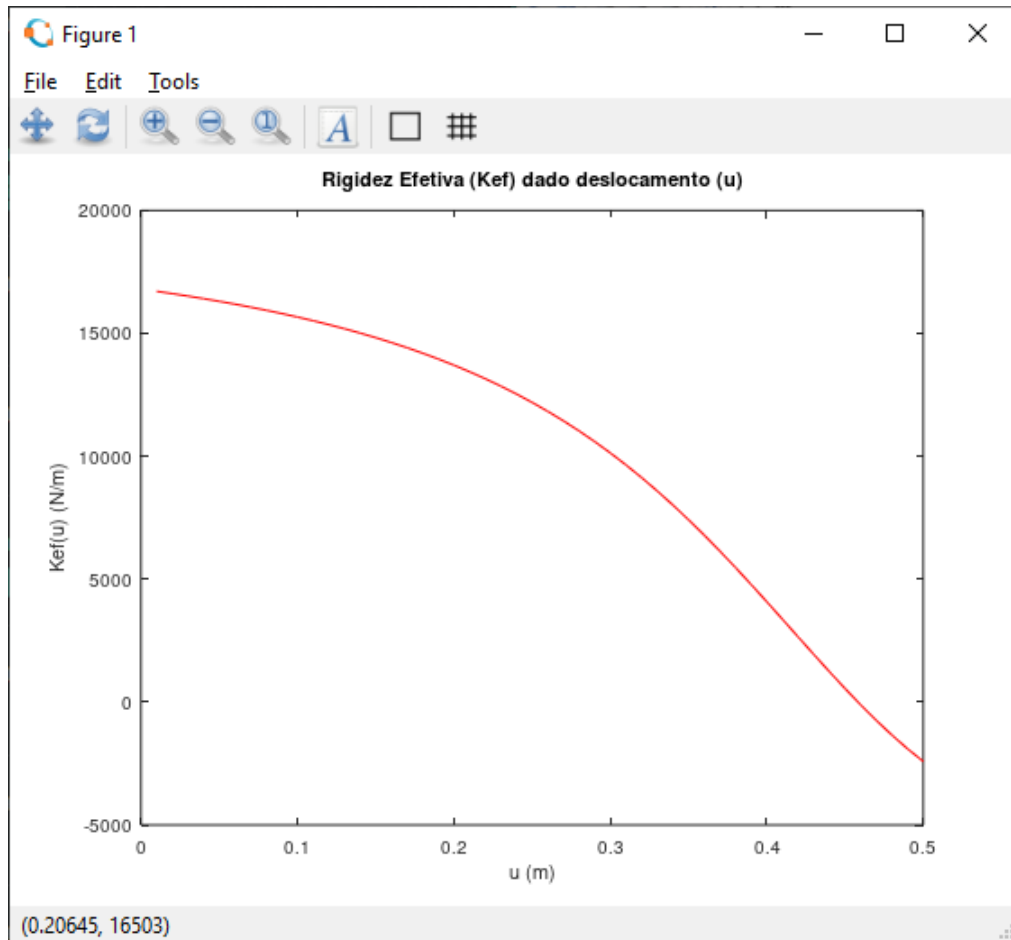 Figure 1
File Edit Tools
A
Rigidez Efetiva (Kef) dado deslocamento (u)
20000
15000
10000
5000
0
-5000
Kef(u) (N/m)
0 0.1 0.2 0.3 0.4 0.5
u (m)
(0.20645, 16503)